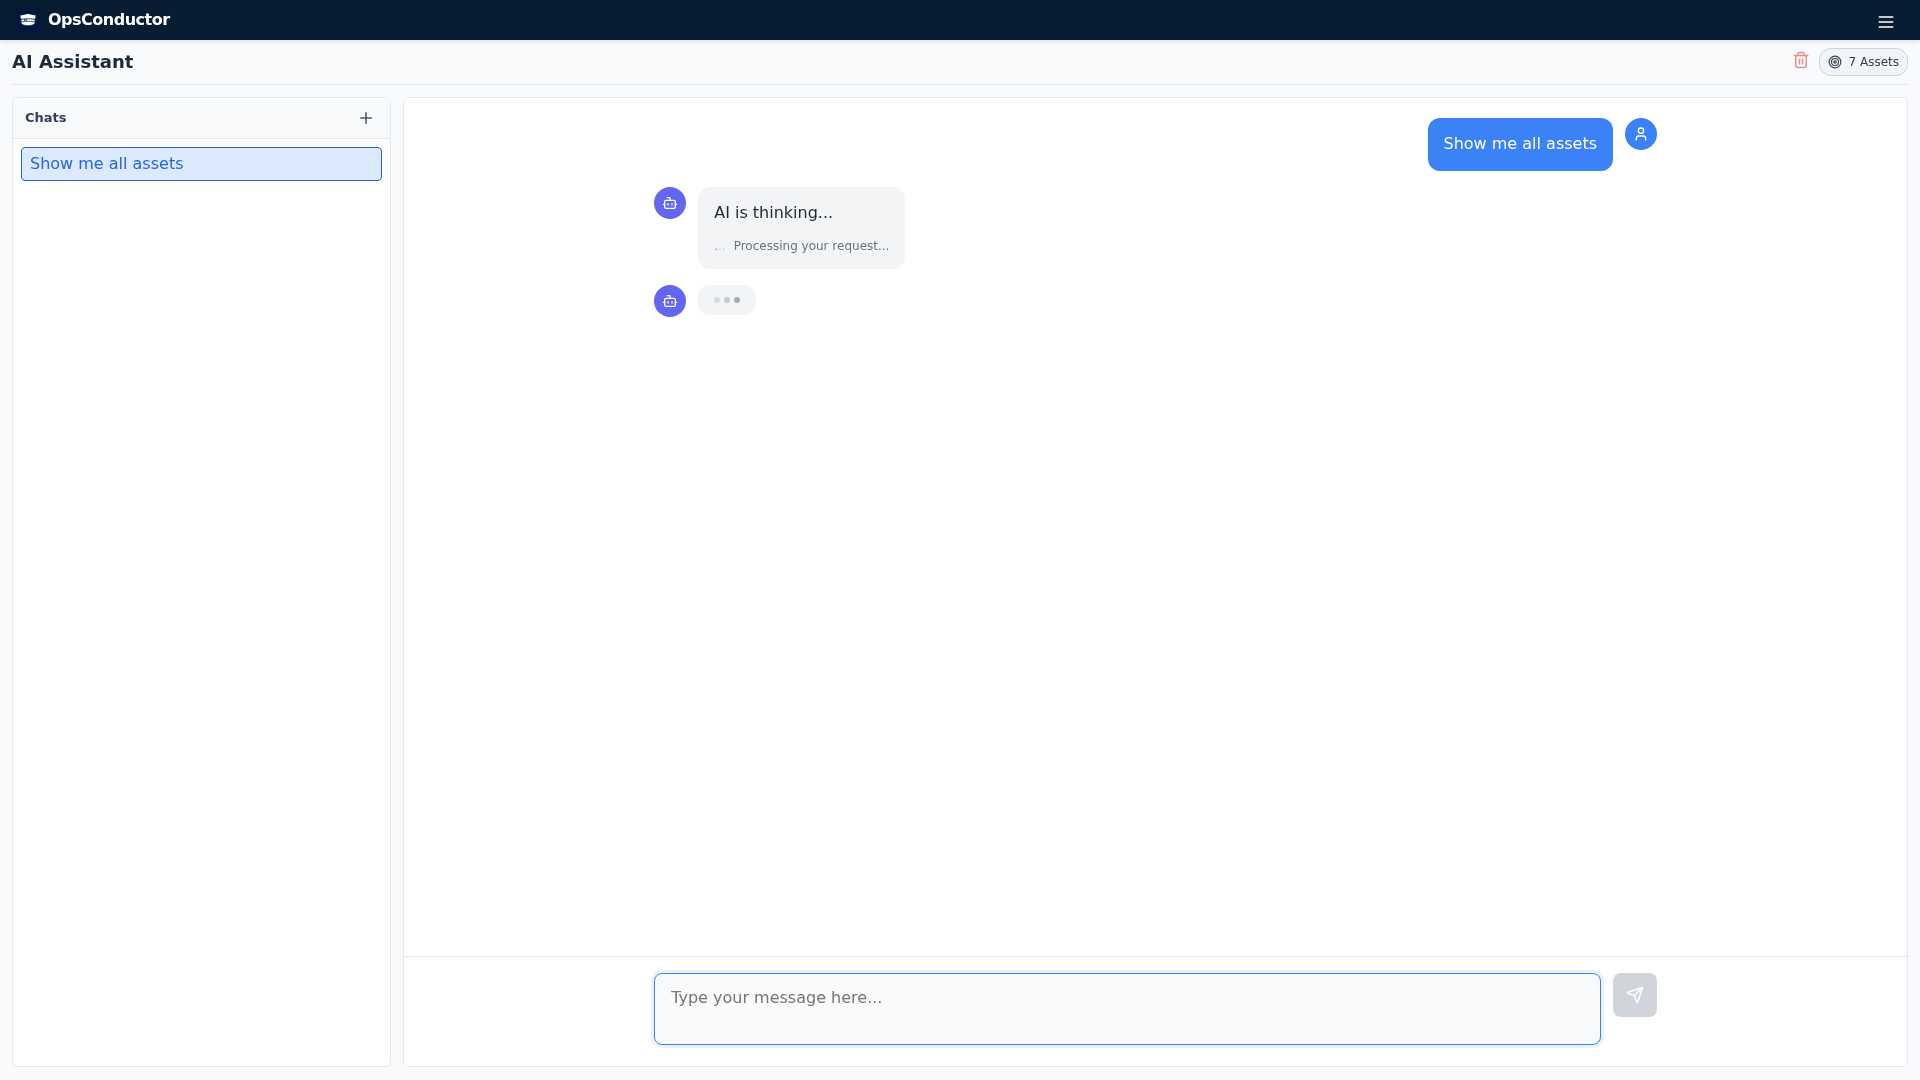 OpsConductor
AI Assistant
7 Assets
Chats
Show me all assets
Show me all assets
AI is thinking...
... Processing your request...
Type your message here...